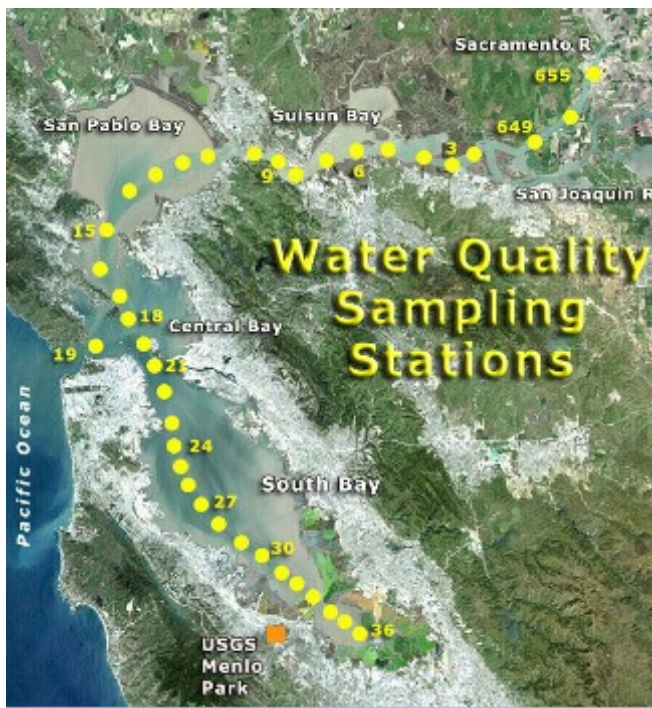 Sacramento R
655
Suisun Bay
San Pablo Bay
649
3
6
9
San Joaquin R
15
Water Quality
Sampling
Stations
18
Central Bay
19
21
Pacific Ocean
24
South Bay
27
30
36
USGS
Menlo
Park